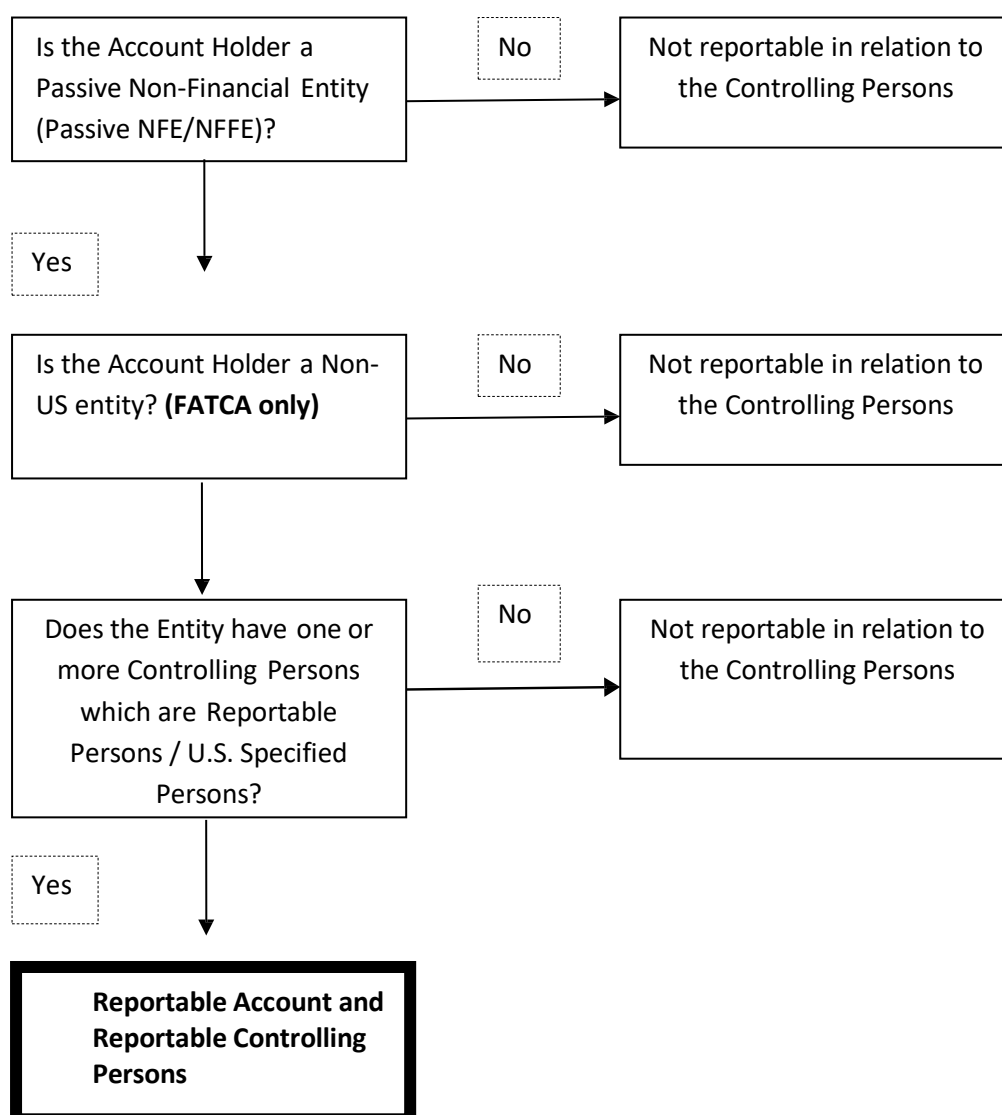 Is the Account Holder a
Passive Non-Financial Entity
(Passive NFE/NFFE)?
No
Not reportable in relation to
the Controlling Persons
Yes
Is the Account Holder a Non-
US entity? (FATCA only)
No
Not reportable in relation to
the Controlling Persons
Does the Entity have one or
more Controlling Persons
which are Reportable
Persons / U.S. Specified
Persons?
No
Not reportable in relation to
the Controlling Persons
Yes
Reportable Account and
Reportable Controlling
Persons